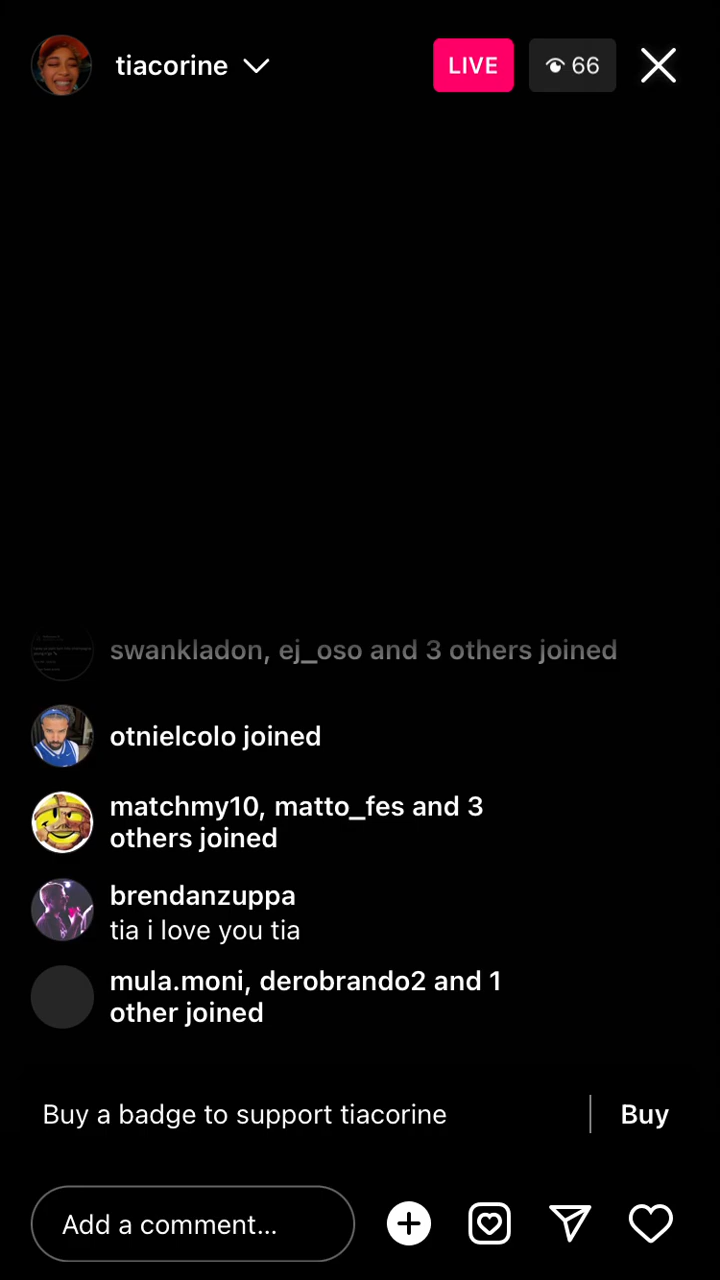 tiacorine
LIVE
66
swankladon, ej_oso and 3 others joined
otnielcolo joined
matchmy10, matto_fes and 3
others joined
brendanzuppa
tia i love you tia
mula.moni, derobrando2 and 1
other joined
Buy a badge to support tiacorine
Buy
Add a comment...